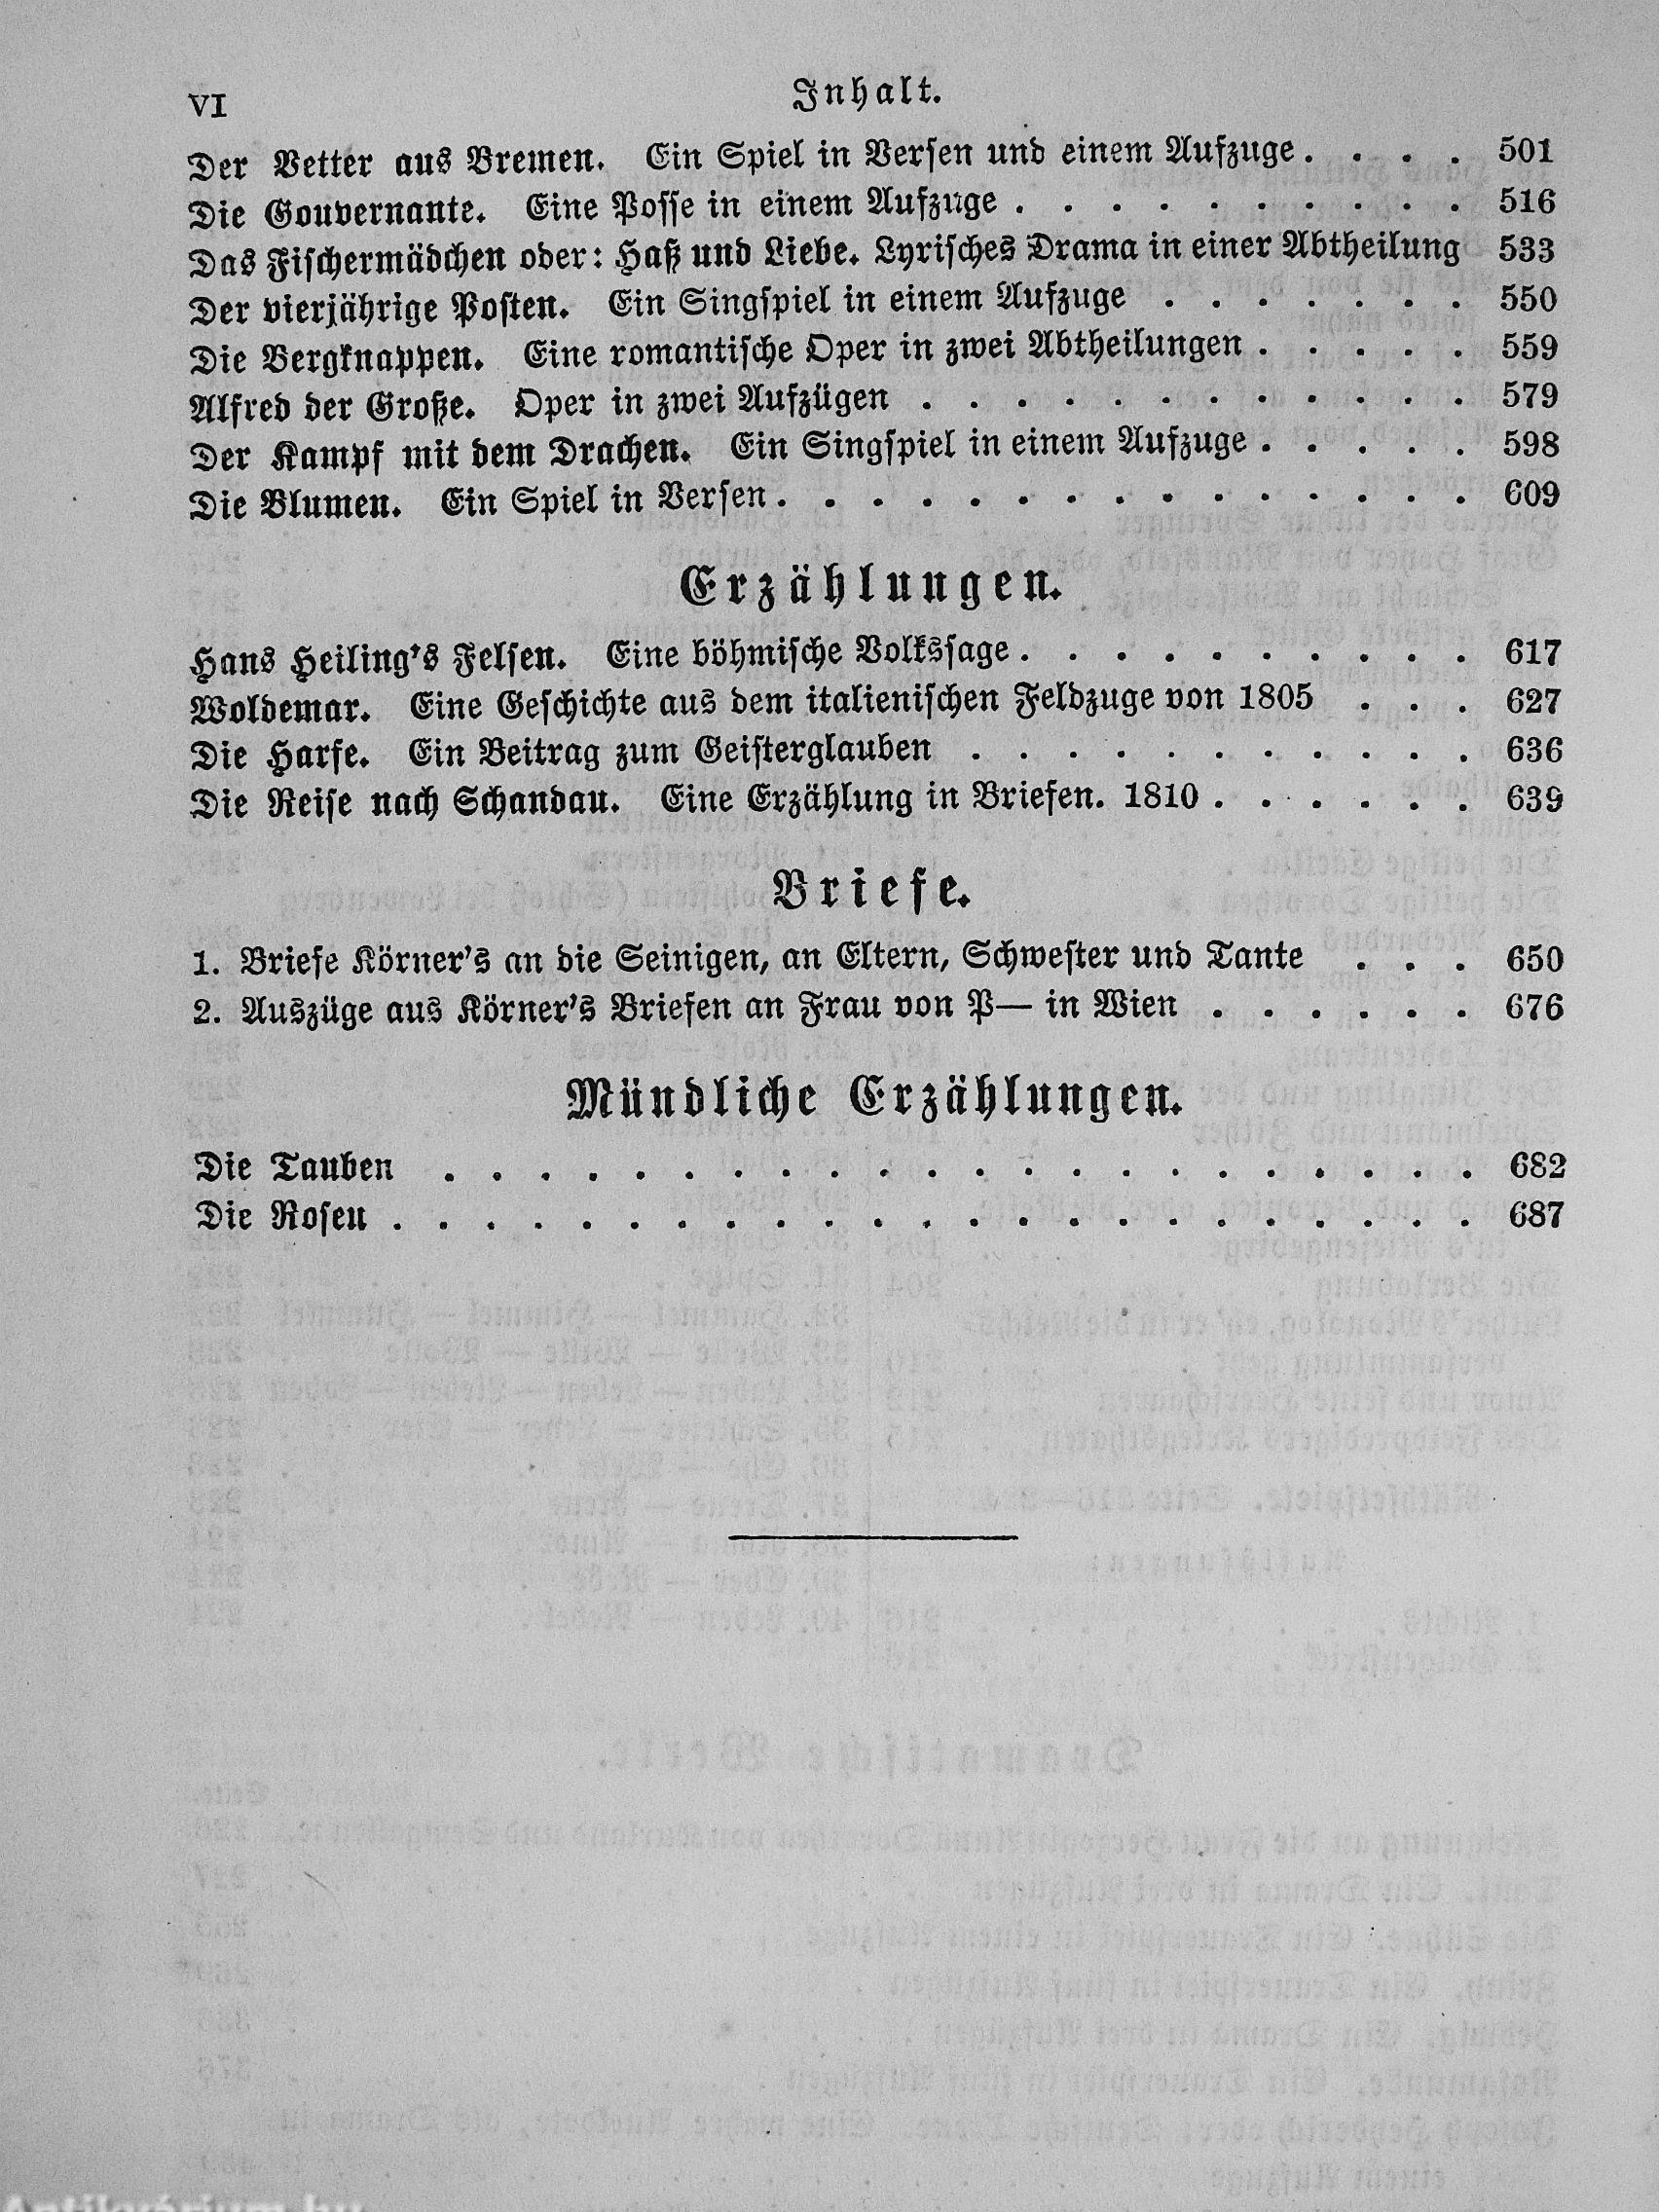 VI
Inhalt.
Der Vetter aus Bremen. Ein Spiel in Versen und einem Aufzuge. . . . 501
Die Gouvernante. Eine Posse in einem Aufzuge . . . . . . . . . . 516
Das Fischermädchen oder: Haß und Liebe. Lyrisches Drama in einer Abtheilung 533
Der vierjährige Posten. Ein Singspiel in einem Aufzuge . . . . . . . 550
Die Bergknappen. Eine romantische Oper in zwei Abtheilungen . . . . . 559
Alfred der Große. Oper in zwei Aufzügen . . . . . . . . . . . . 579
Der Kampf mit dem Drachen. Ein Singspiel in einem Aufzuge . . . . . 598
Die Blumen. Ein Spiel in Versen. . . . . . . . . . . . . . . 609
Erzählungen.
Hans Heiling's Felsen. Eine böhmische Volkssage. . . . . . . . . . 617
Woldemar. Eine Geschichte aus dem italienischen Feldzuge von 1805 . . . 627
Die Harfe. Ein Beitrag zum Geisterglauben . . . . . . . . . . . 636
Die Reise nach Schandau. Eine Erzählung in Briefen. 1810 . . . . . . 639
Briefe.
1. Briefe Körner's an die Seinigen, an Eltern, Schwester und Tante . . . 650
2. Auszüge aus Körner's Briefen an Frau von P— in Wien . . . . . . 676
Mündliche Erzählungen.
Die Tauben . . . . . . . . . . . . . . . . . . . . . . 682
Die Rosen . . . . . . . . . . . . . . . . . . . . . . . 687